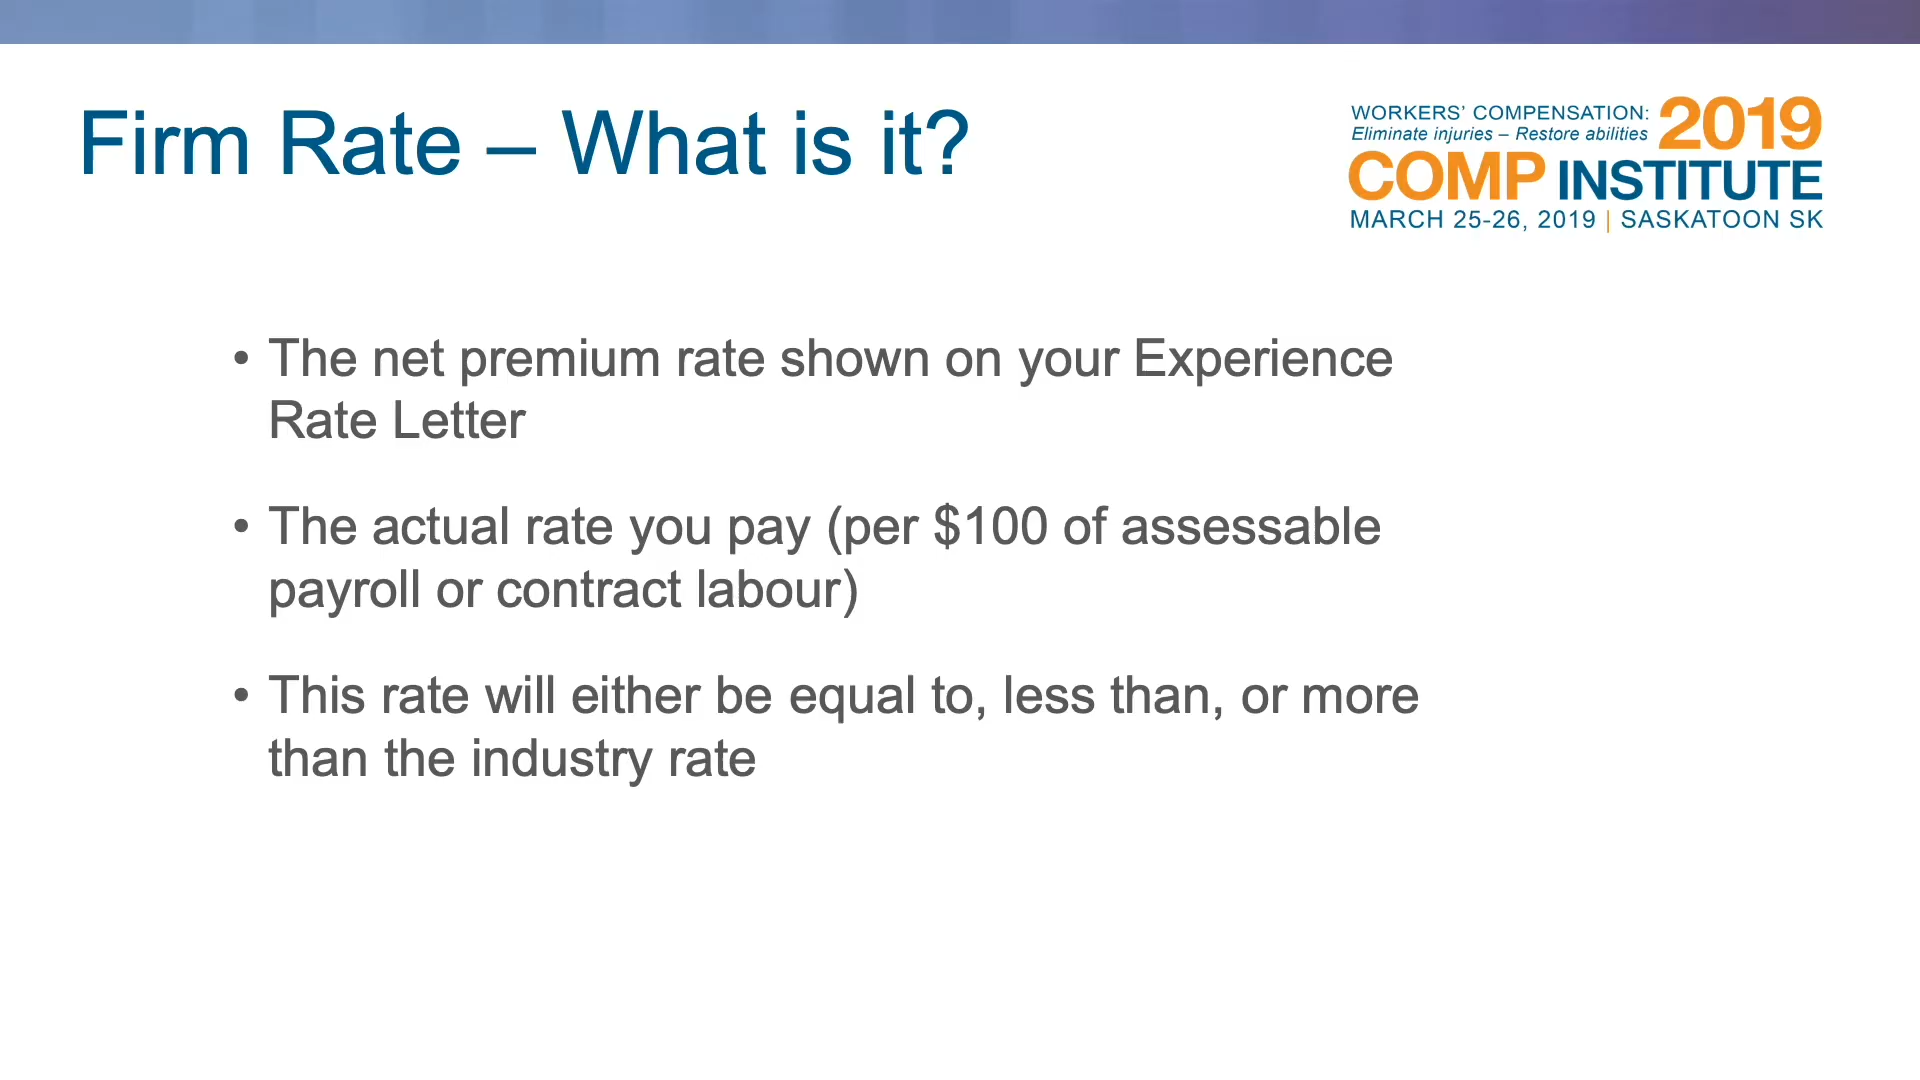 Firm Rate – What is it?
WORKERS’ COMPENSATION:
Eliminate injuries – Restore abilities
2019
COMP INSTITUTE
MARCH 25-26, 2019 | SASKATOON SK
• The net premium rate shown on your Experience
Rate Letter
• The actual rate you pay (per $100 of assessable
payroll or contract labour)
• This rate will either be equal to, less than, or more
than the industry rate